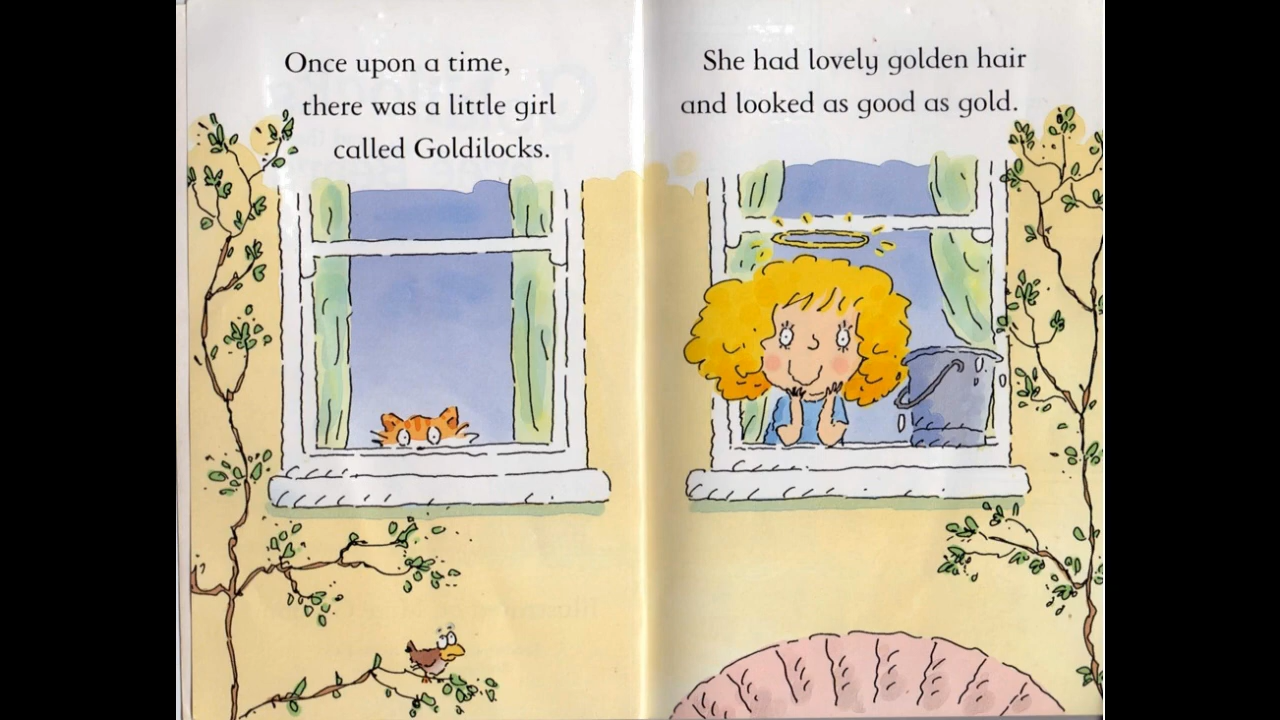 Once upon a time,
there was a little girl
called Goldilocks.
She had lovely golden hair
and looked as good as gold.